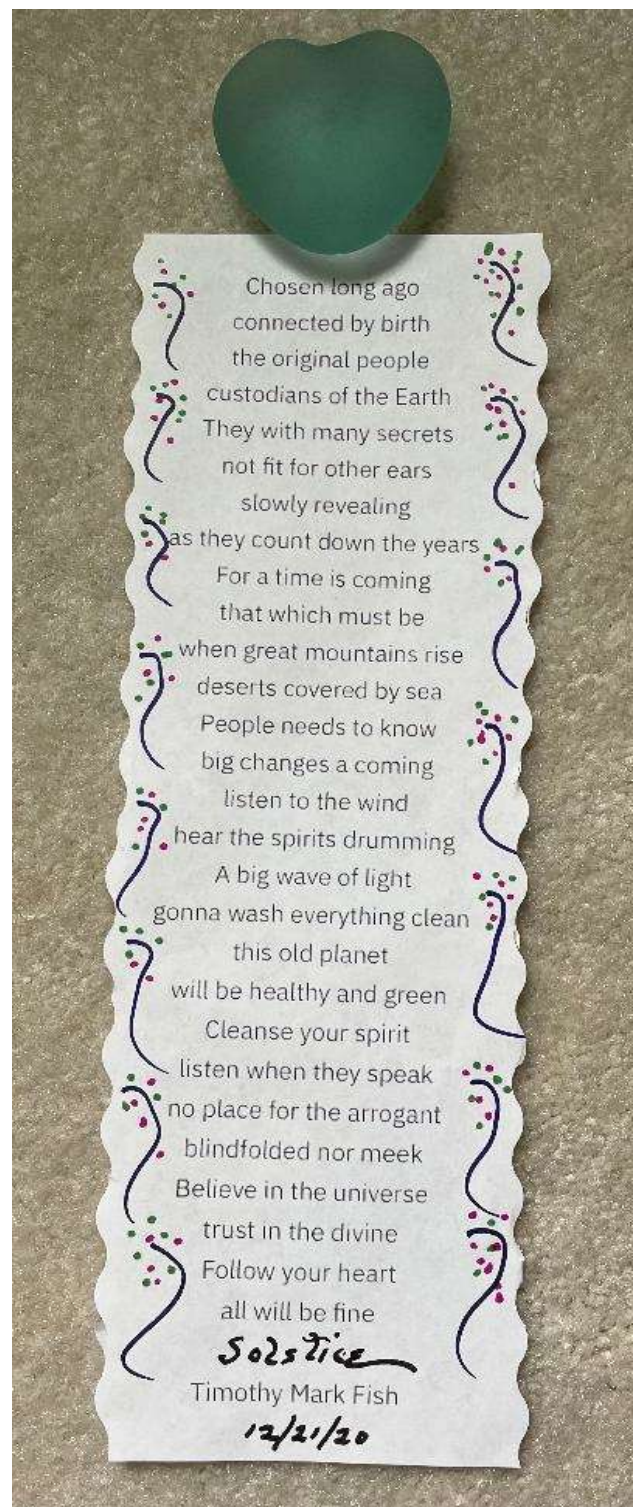 Chosen long ago
connected by birth
the original people
custodians of the Earth
They with many secrets
not fit for other ears
slowly revealing
as they count down the years
For a time is coming
that which must be
when great mountains rise
deserts covered by sea
People needs to know
big changes a coming
listen to the wind
hear the spirits drumming
A big wave of light
gonna wash everything clean
this old planet
will be healthy and green
Cleanse your spirit
listen when they speak
no place for the arrogant
blindfolded nor meek
Believe in the universe
trust in the divine
Follow your heart
all will be fine
Solstice
Timothy Mark Fish
12/21/20